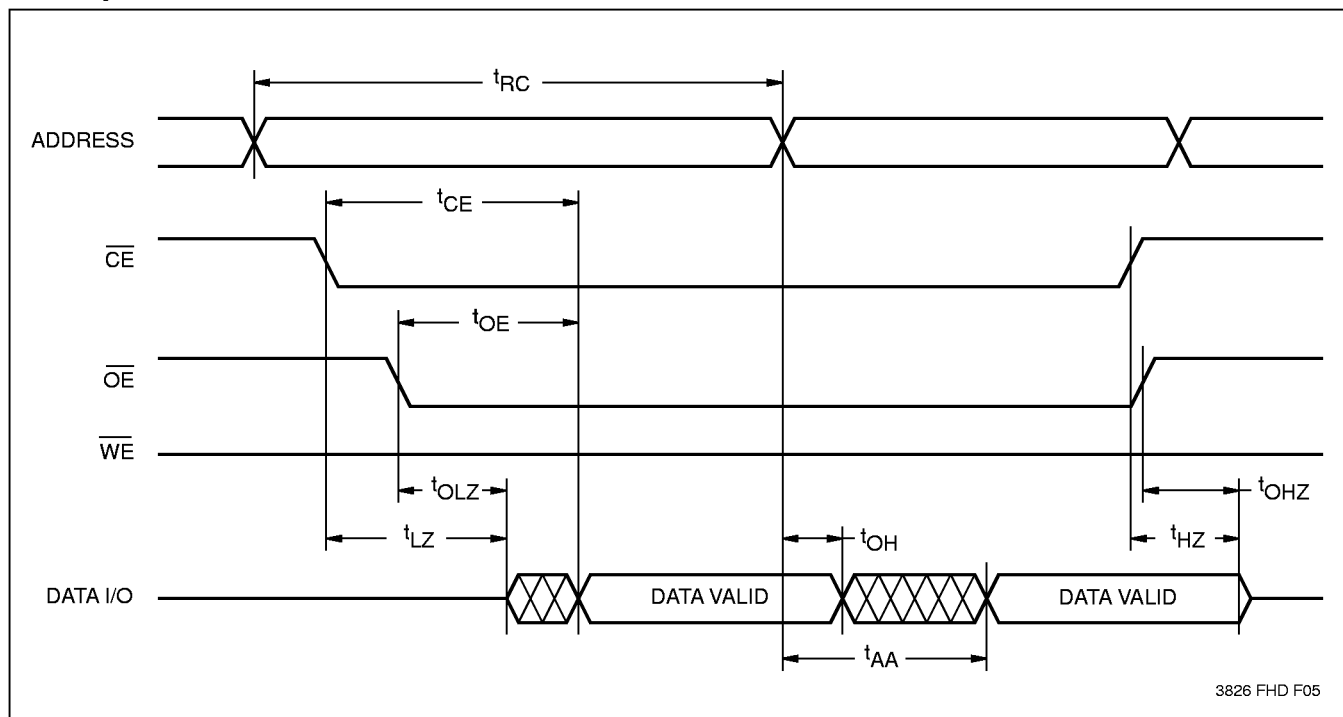 tRC
ADDRESS
tCE
CE
tOE
OE
WE
tOLZ
tOHZ
tLZ
tOH
tHZ
DATA I/O
DATA VALID
DATA VALID
tAA
3826 FHD F05